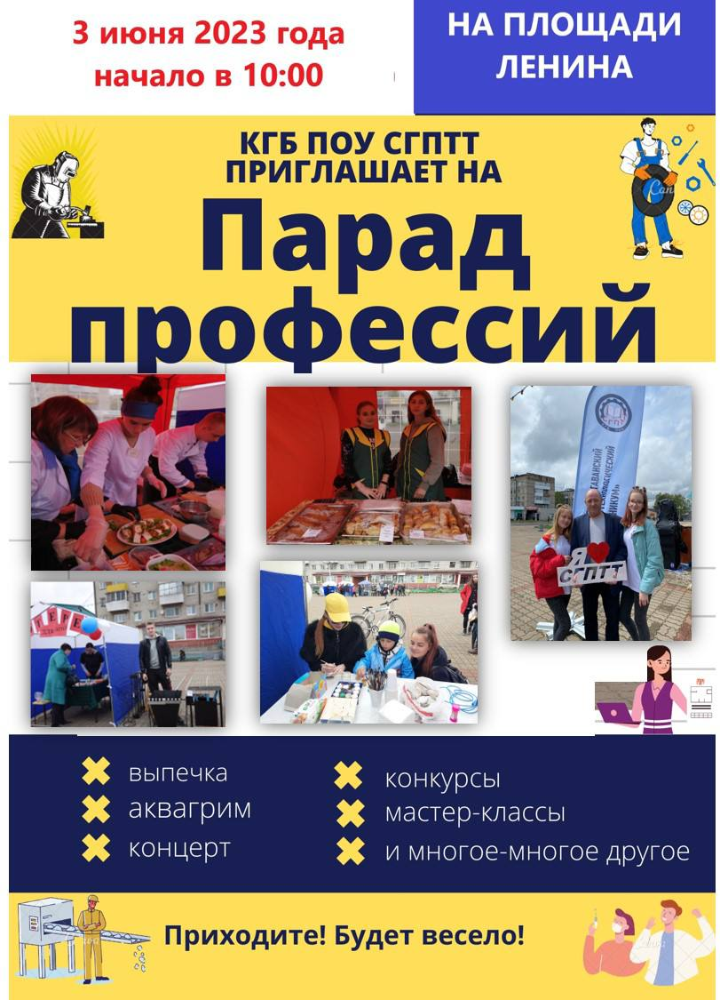 3 июня 2023 года
начало в 10:00
НА ПЛОЩАДИ
ЛЕНИНА
КГБ ПОУ СГПТТ
ПРИГЛАШАЕТ НА
Парад
профессий
Я
СГПТТ
выпечка
аквагрим
концерт
конкурсы
мастер-классы
и многое-многое другое
Приходите! Будет весело!